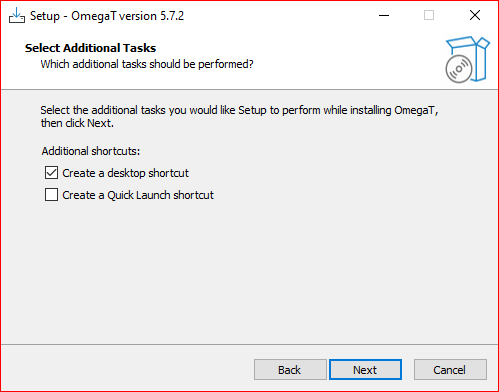 Setup - OmegaT version 5.7.2
Select Additional Tasks
Which additional tasks should be performed?
Select the additional tasks you would like Setup to perform while installing OmegaT,
then click Next.
Additional shortcuts:
Create a desktop shortcut
Create a Quick Launch shortcut
Back Next Cancel